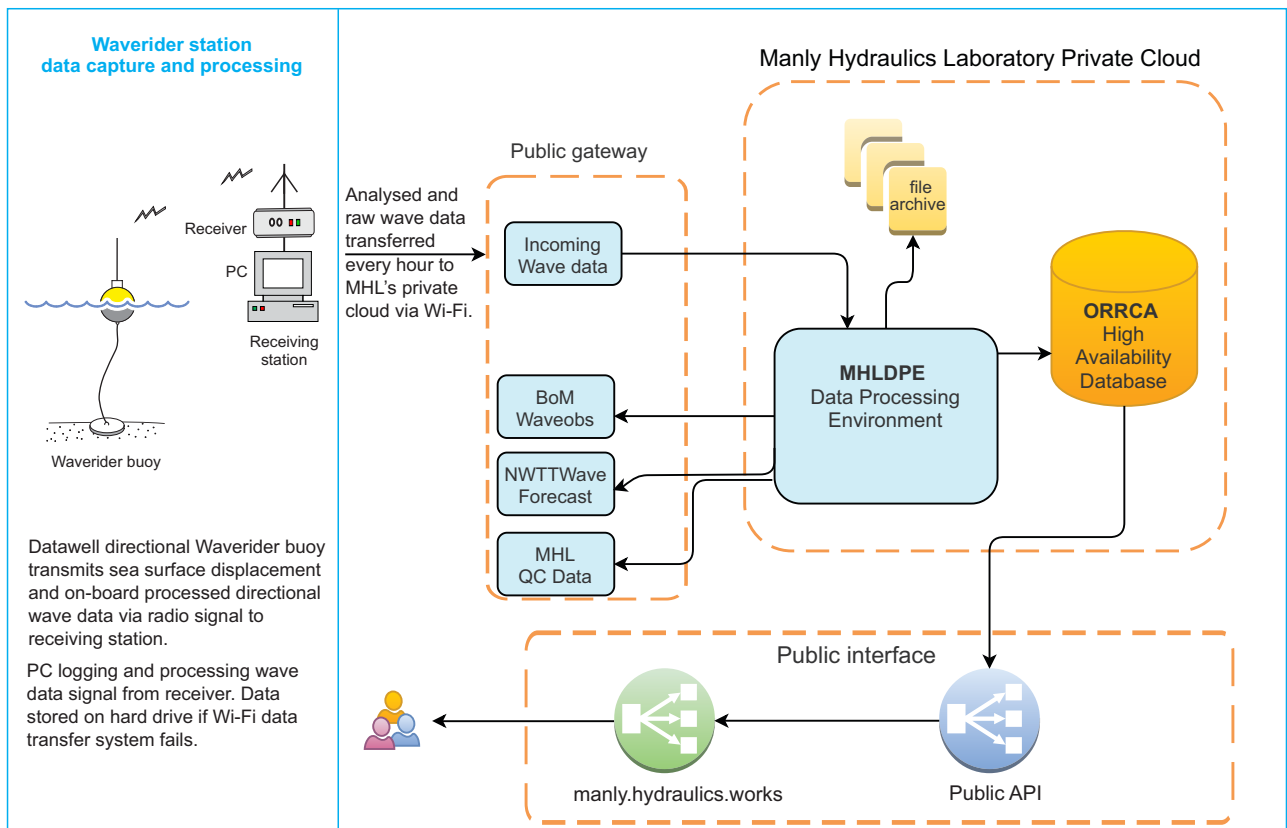 Waverider station
data capture and processing
Receiver
PC
Receiving
station
Waverider buoy
Datawell directional Waverider buoy
transmits sea surface displacement
and on-board processed directional
wave data via radio signal to
receiving station.
PC logging and processing wave
data signal from receiver. Data
stored on hard drive if Wi-Fi data
transfer system fails.
Analysed and
raw wave data
transferred
every hour to
MHL's private
cloud via Wi-Fi.
Public gateway
Incoming
Wave data
BoM
Waveobs
NWTTWave
Forecast
MHL
QC Data
Manly Hydraulics Laboratory Private Cloud
file
archive
MHLDPE
Data Processing
Environment
ORRCA
High
Availability
Database
Public interface
manly.hydraulics.works
Public API